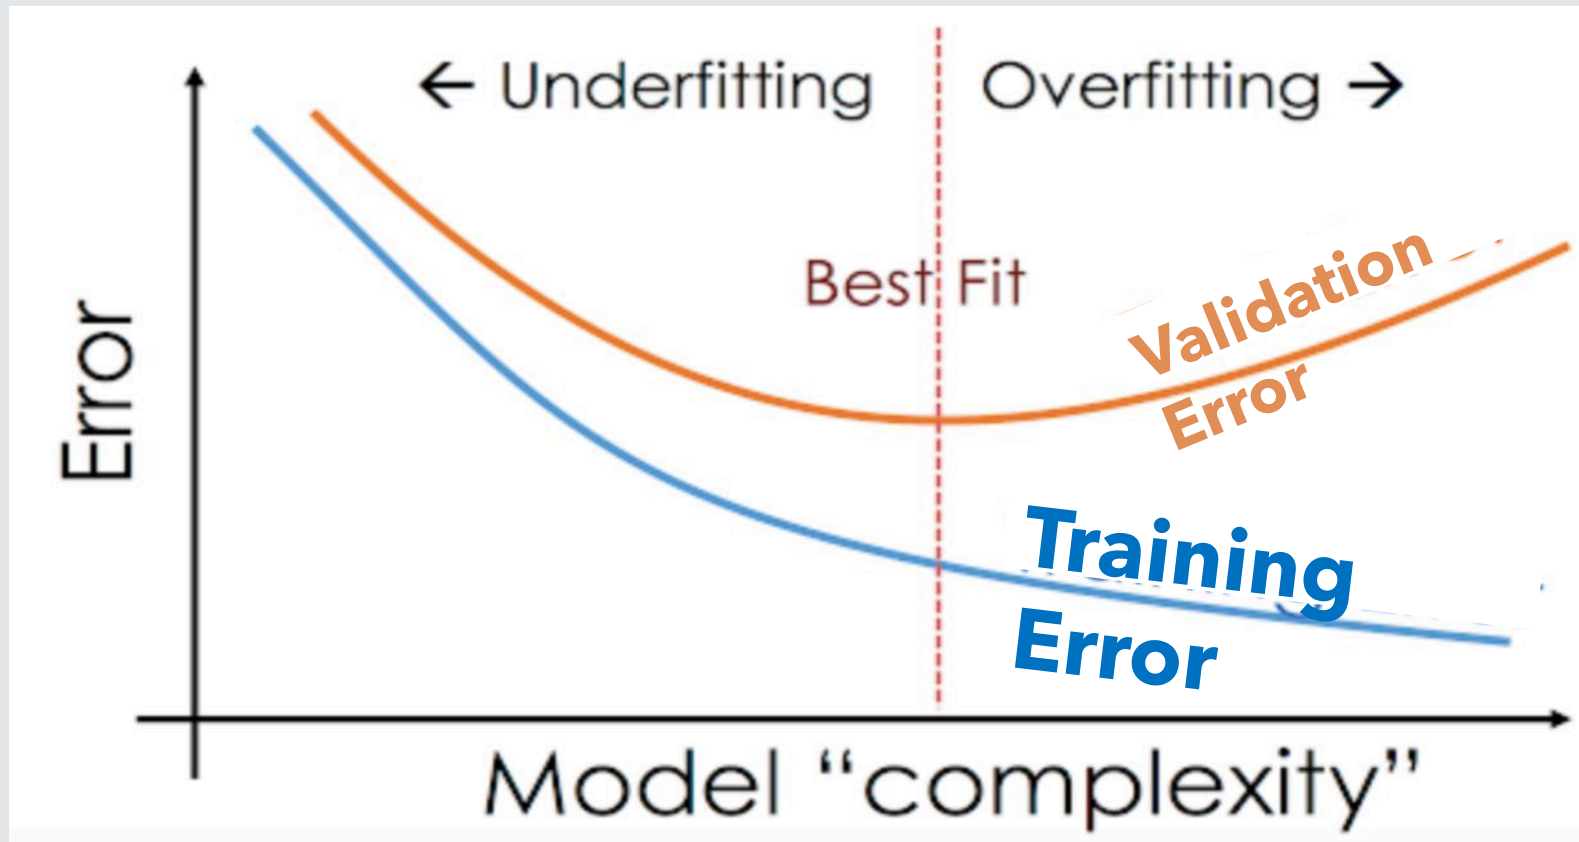 ← Underfitting
Overfitting →
Best Fit
Validation
Error
Training
Error
Error
Model “complexity”